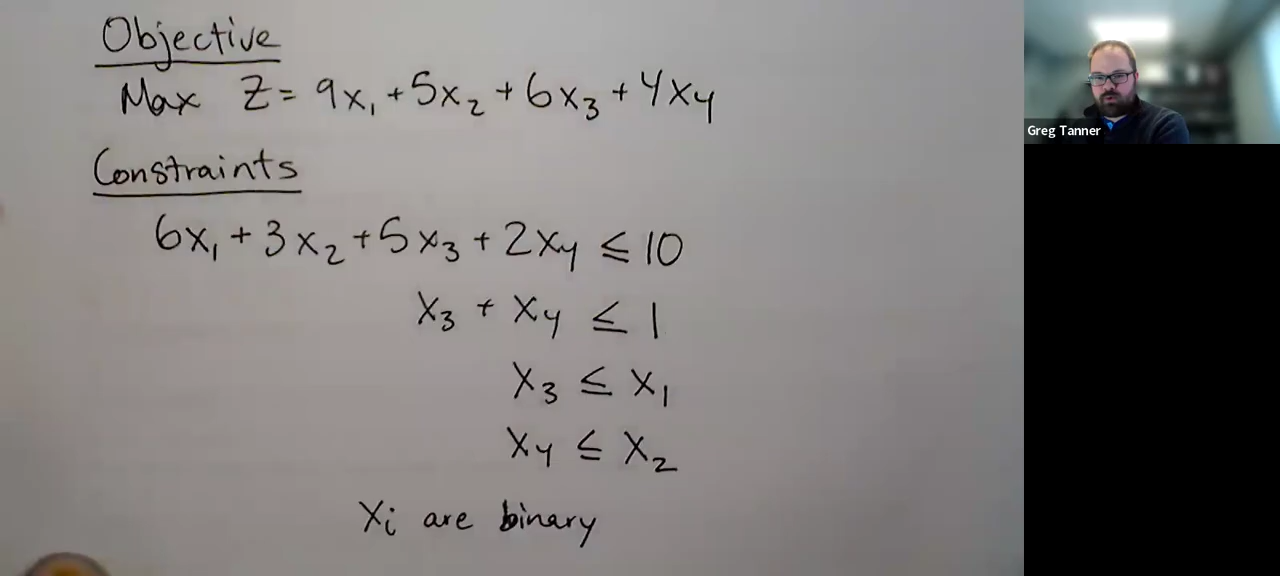 Objective
Max Z = 9x₁ + 5x₂ + 6x₃ + 4x₄
Constraints
6x₁ + 3x₂ + 5x₃ + 2x₄ ≤ 10
x₃ + x₄ ≤ 1
x₃ ≤ x₁
x₄ ≤ x₂
xᵢ are binary
Greg Tanner